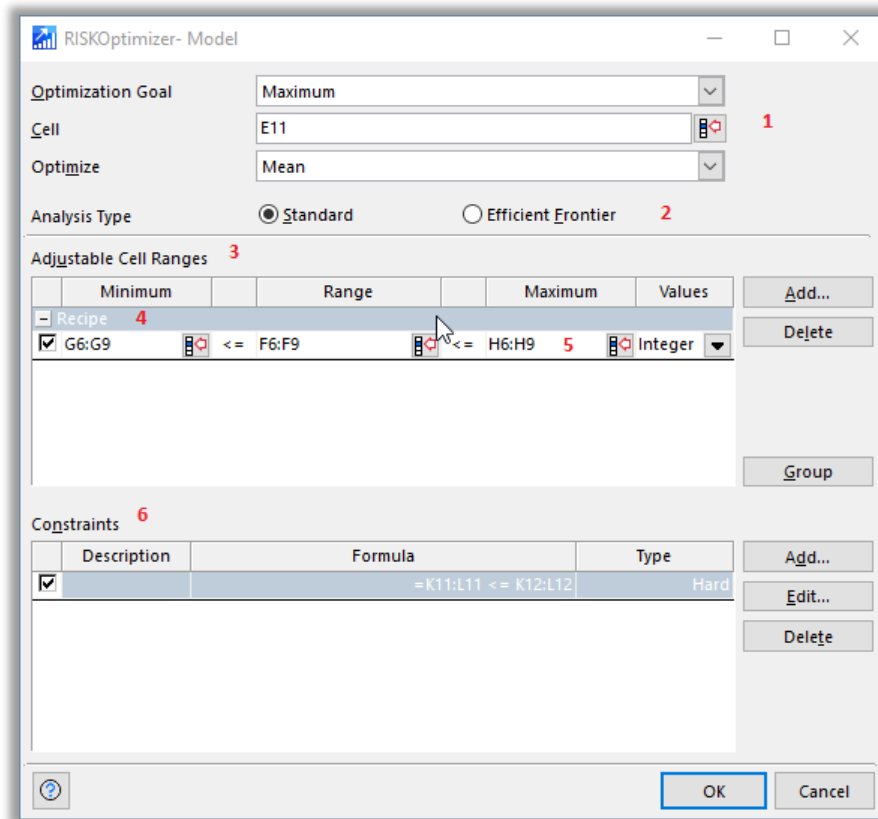 RISKOptimizer- Model
Optimization Goal Maximum
Cell E11 1
Optimize Mean
Analysis Type Standard Efficient Frontier 2
Adjustable Cell Ranges 3
Minimum Range Maximum Values Add...
Recipe 4
Delete
G6:G9 <= F6:F9 <= H6:H9 5 Integer
Group
Constraints 6
Description Formula Type Add...
=K11:L11 <= K12:L12 Hard
Edit...
Delete
? OK Cancel